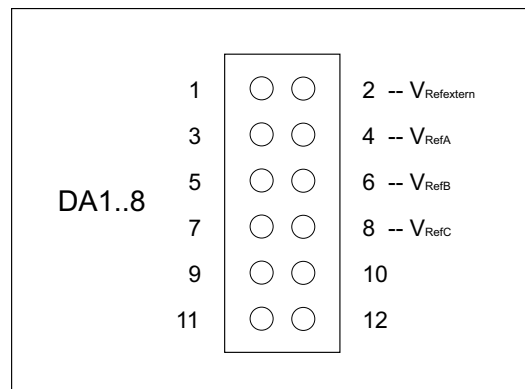 1 2 -- VRefextern
3 4 -- VRefA
5 6 -- VRefB
DA1..8
7 8 -- VRefC
9 10
11 12